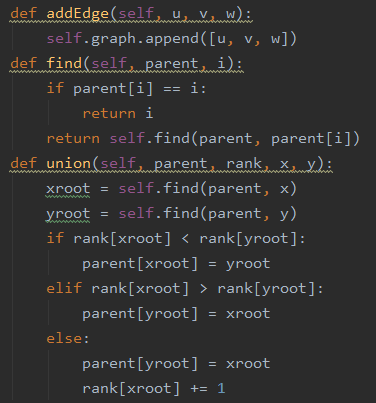 def addEdge(self, u, v, w):
    self.graph.append([u, v, w])
def find(self, parent, i):
    if parent[i] == i:
        return i
    return self.find(parent, parent[i])
def union(self, parent, rank, x, y):
    xroot = self.find(parent, x)
    yroot = self.find(parent, y)
    if rank[xroot] < rank[yroot]:
        parent[xroot] = yroot
    elif rank[xroot] > rank[yroot]:
        parent[yroot] = xroot
    else:
        parent[yroot] = xroot
        rank[xroot] += 1